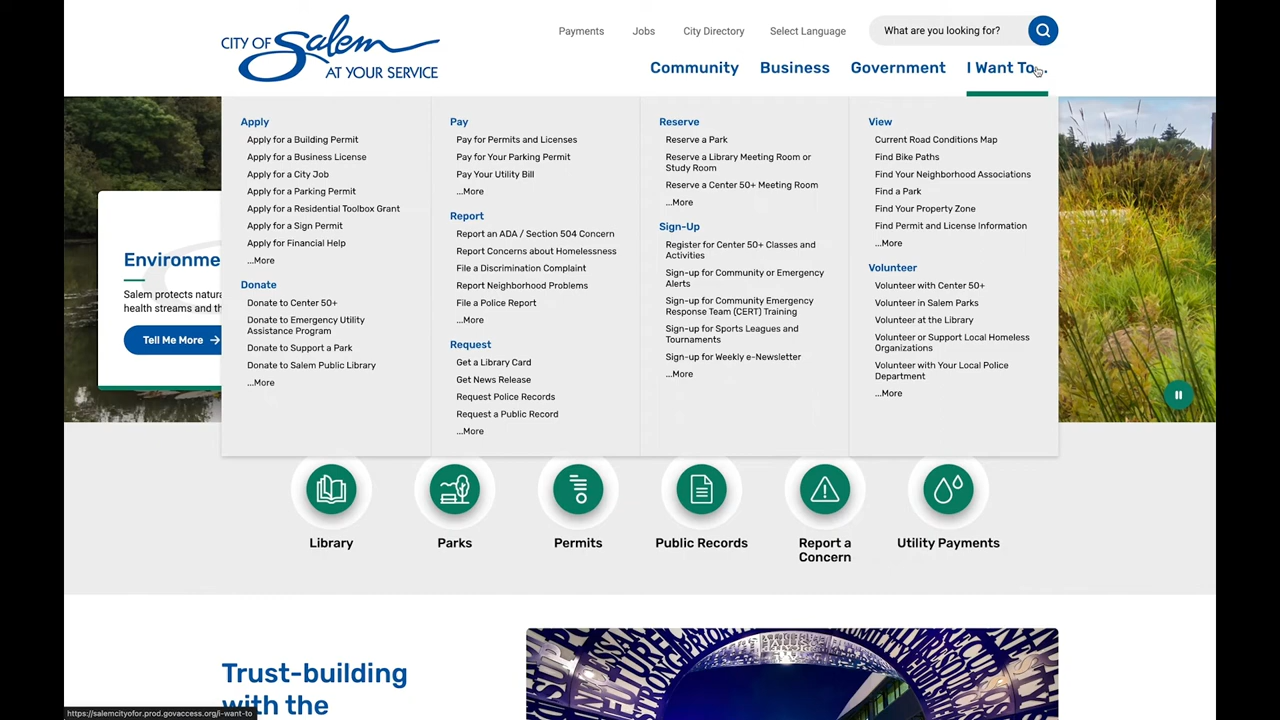 CITY OF Salem
AT YOUR SERVICE
Payments
Jobs
City Directory
Select Language
What are you looking for?
Community
Business
Government
I Want To...
Apply
Apply for a Building Permit
Apply for a Business License
Apply for a City Job
Apply for a Parking Permit
Apply for a Residential Toolbox Grant
Apply for a Sign Permit
Apply for Financial Help
...More
Donate
Donate to Center 50+
Donate to Emergency Utility
Assistance Program
Donate to Support a Park
Donate to Salem Public Library
...More
Pay
Pay for Permits and Licenses
Pay for Your Parking Permit
Pay Your Utility Bill
...More
Report
Report an ADA / Section 504 Concern
Report Concerns about Homelessness
File a Discrimination Complaint
Report Neighborhood Problems
File a Police Report
...More
Request
Get a Library Card
Get News Release
Request Police Records
Request a Public Record
...More
Reserve
Reserve a Park
Reserve a Library Meeting Room or
Study Room
Reserve a Center 50+ Meeting Room
...More
Sign-Up
Register for Center 50+ Classes and
Activities
Sign-up for Community or Emergency
Alerts
Sign-up for Community Emergency
Response Team (CERT) Training
Sign-up for Sports Leagues and
Tournaments
Sign-up for Weekly e-Newsletter
...More
View
Current Road Conditions Map
Find Bike Paths
Find Your Neighborhood Associations
Find a Park
Find Your Property Zone
Find Permit and License Information
...More
Volunteer
Volunteer with Center 50+
Volunteer in Salem Parks
Volunteer at the Library
Volunteer or Support Local Homeless
Organizations
Volunteer with Your Local Police
Department
...More
Environme
Salem protects natura
health streams and th
Tell Me More
Library
Parks
Permits
Public Records
Report a
Concern
Utility Payments
Trust-building
with the
https://salemcityofor.prod.govaccess.org/i-want-to